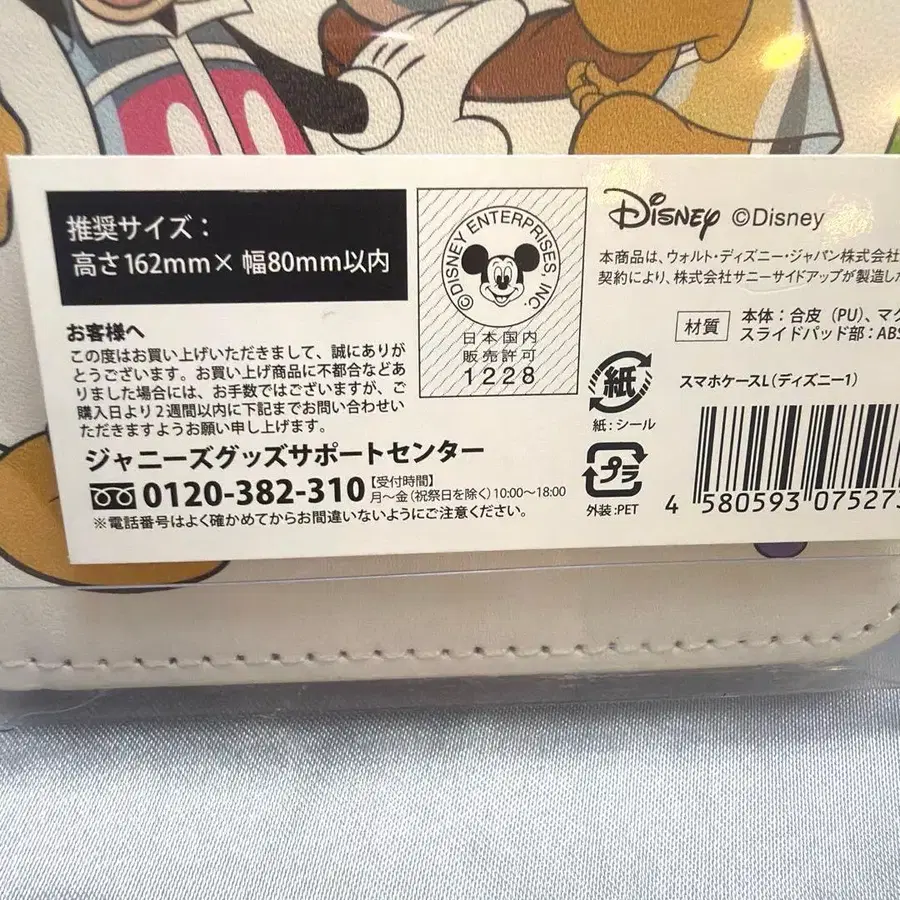 推奨サイズ：
高さ162mm×幅80mm以内
お客様へ
この度はお買い上げいただきまして、誠にありが
とうございます。お買い上げ商品に不都合などあ
りました場合には、お手数ではございますが、ご
購入日より2週間以内に下記までお問い合わせい
ただきますようお願い申し上げます。
ジャニーズグッズサポートセンター
0120-382-310
【受付時間】
月〜金（祝祭日を除く）10:00〜18:00
※電話番号はよく確かめてからお間違いないようにご注意ください。
©DISNEY ENTERPRISES, INC.
日本国内
販売許可
1228
Disney ©Disney
本商品は、ウォルト・ディズニー・ジャパン株式会社
契約により、株式会社サニーサイドアップが製造した
材質
本体：合皮（PU）、マグ
スライドパッド部：ABS
紙
紙：シール
スマホケースL（ディズニー1）
プラ
外装：PET
4 580593 075273